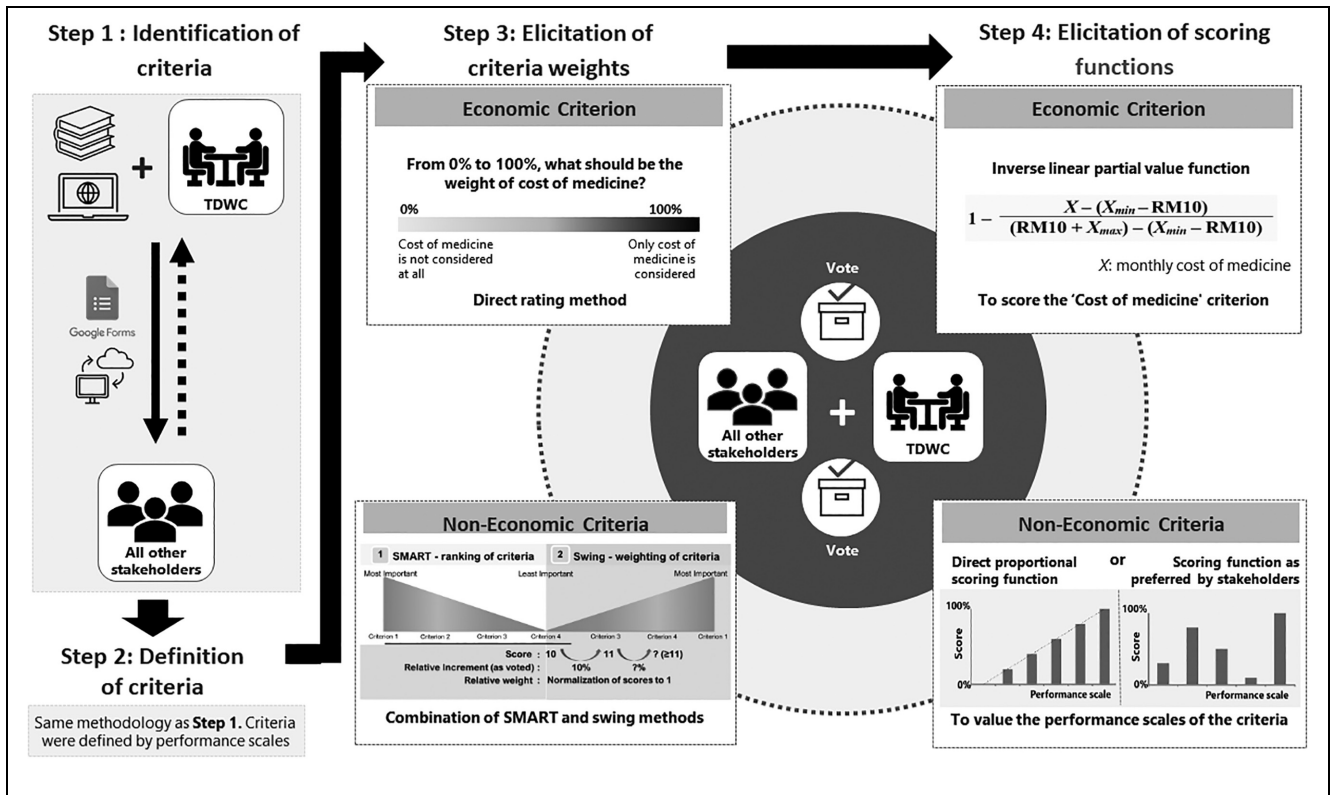 Step 1 : Identification of
criteria
TDWC
Google Forms
All other
stakeholders
Step 2: Definition
of criteria
Same methodology as Step 1. Criteria
were defined by performance scales
Step 3: Elicitation of
criteria weights
Economic Criterion
From 0% to 100%, what should be the
weight of cost of medicine?
0% 100%
Cost of medicine
is not considered
at all
Only cost of
medicine is
considered
Direct rating method
Non-Economic Criteria
1 SMART - ranking of criteria
2 Swing - weighting of criteria
Most Important Least Important Most Important
Criterion 1 Criterion 2 Criterion 3 Criterion 4 Criterion 3 Criterion 4 Criterion 1
Score : 10 11 ? (≥11)
Relative Increment (as voted) : 10% ?%
Relative weight : Normalization of scores to 1
Combination of SMART and swing methods
Vote
All other
stakeholders
+
TDWC
Vote
Step 4: Elicitation of scoring
functions
Economic Criterion
Inverse linear partial value function
1 – X – (Xmin – RM10)
(RM10 + Xmax) – (Xmin – RM10)
X: monthly cost of medicine
To score the ‘Cost of medicine' criterion
Non-Economic Criteria
Direct proportional
scoring function
or
Scoring function as
preferred by stakeholders
100%
Score
0%
Performance scale
100%
Score
0%
Performance scale
To value the performance scales of the criteria